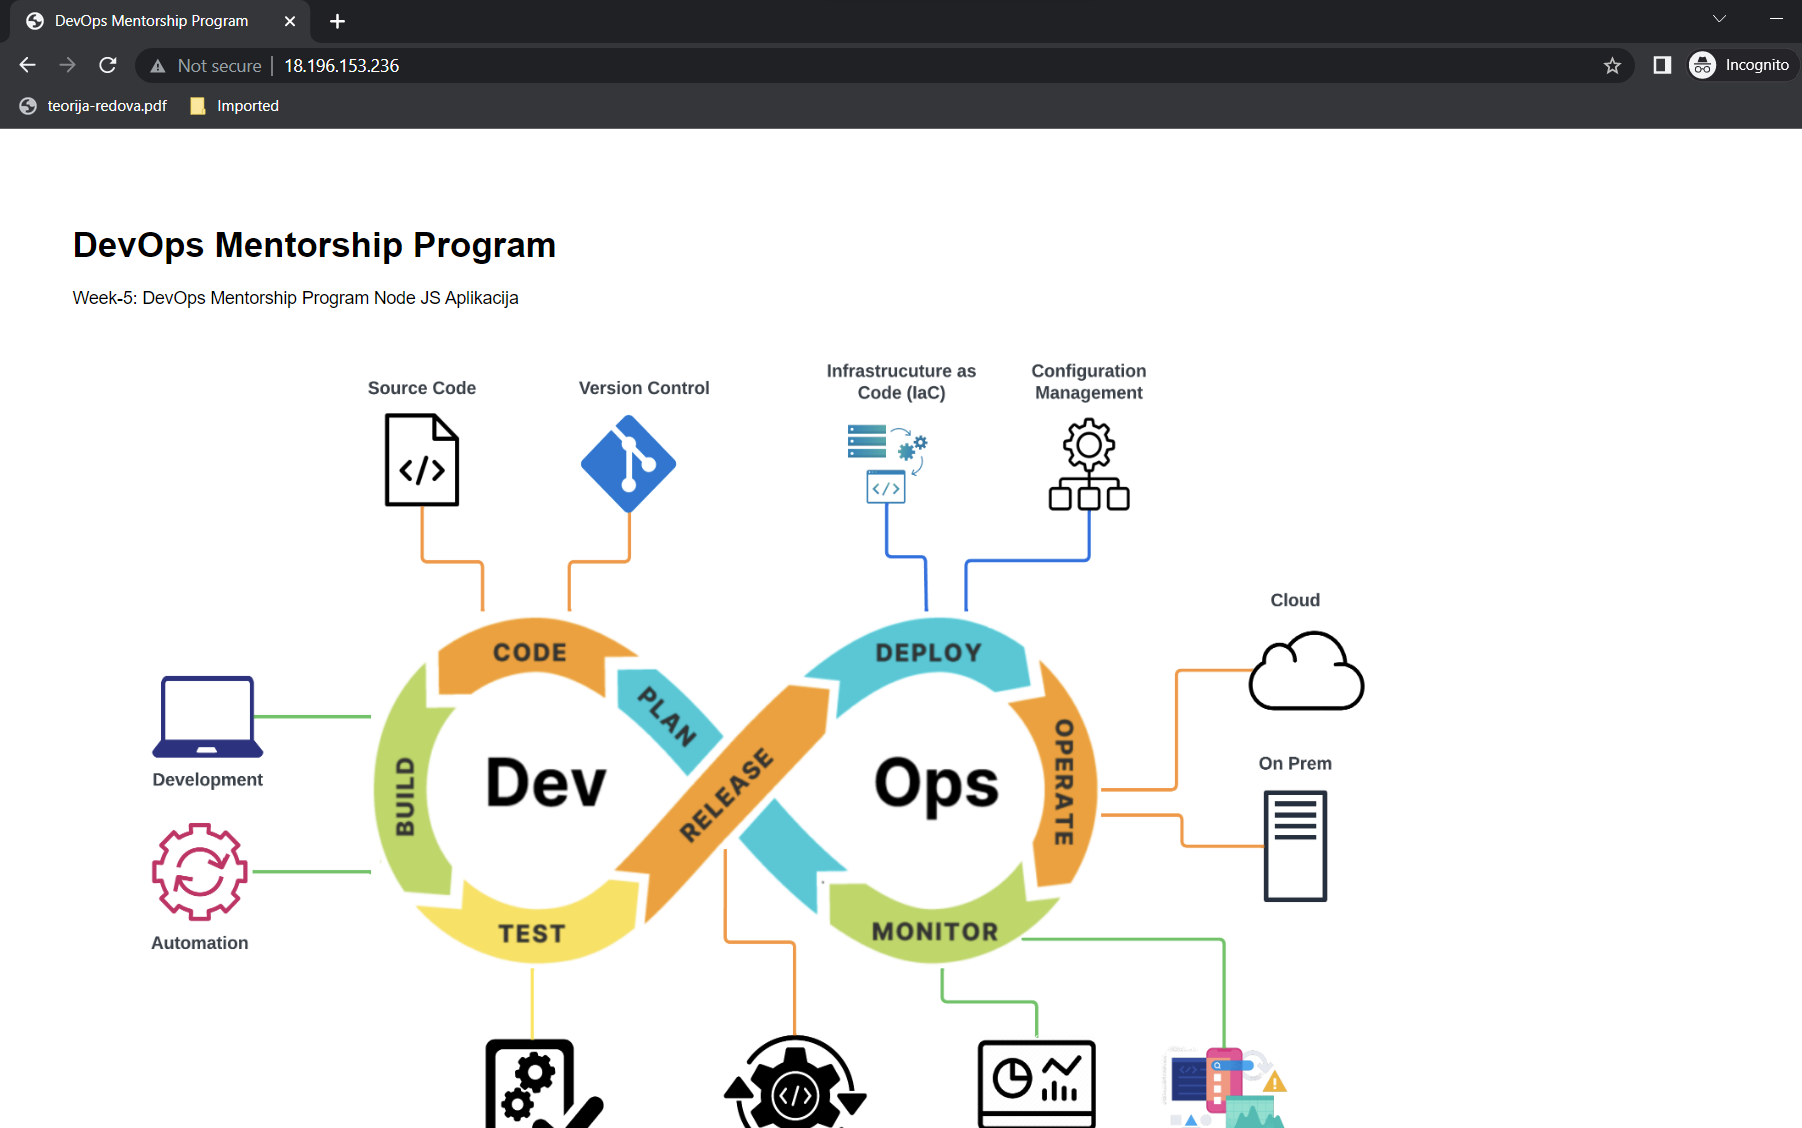 DevOps Mentorship Program
Not secure
18.196.153.236
Incognito
teorija-redova.pdf
Imported
DevOps Mentorship Program
Week-5: DevOps Mentorship Program Node JS Aplikacija
Source Code
Version Control
Infrastrucuture as
Code (IaC)
Configuration
Management
</>
</>
Cloud
CODE
DEPLOY
PLAN
OPERATE
BUILD
Dev
RELEASE
Ops
Development
On Prem
TEST
MONITOR
Automation
</>
</>